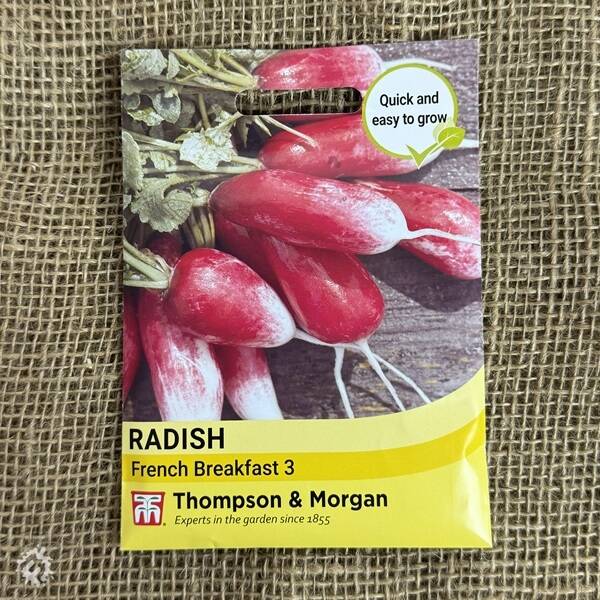 Quick and
easy to grow
RADISH
French Breakfast 3
Thompson & Morgan
Experts in the garden since 1855